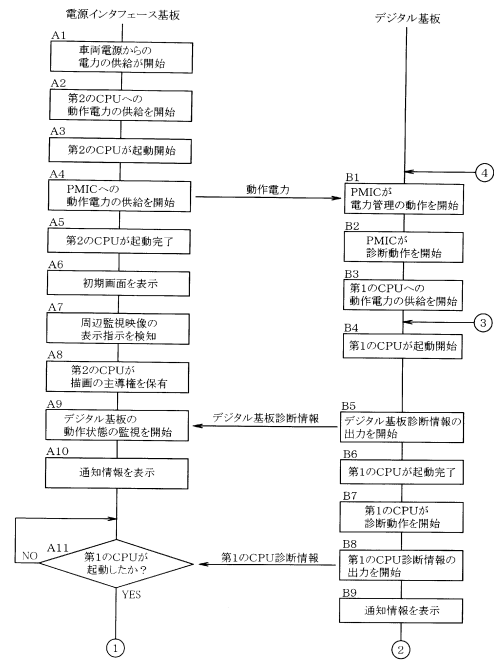 電源インタフェース基板
A1
車両電源からの
電力の供給が開始
A2
第2のCPUへの
動作電力の供給を開始
A3
第2のCPUが起動開始
A4
PMICへの
動作電力の供給を開始
A5
第2のCPUが起動完了
A6
初期画面を表示
A7
周辺監視映像の
表示指示を検知
A8
第2のCPUが
描画の主導権を保有
A9
デジタル基板の
動作状態の監視を開始
A10
通知情報を表示
A11
第1のCPUが
起動したか？
NO
YES
1
動作電力
デジタル基板診断情報
第1のCPU診断情報
デジタル基板
4
B1
PMICが
電力管理の動作を開始
B2
PMICが
診断動作を開始
B3
第1のCPUへの
動作電力の供給を開始
3
B4
第1のCPUが起動開始
B5
デジタル基板診断情報の
出力を開始
B6
第1のCPUが起動完了
B7
第1のCPUが
診断動作を開始
B8
第1のCPU診断情報の
出力を開始
B9
通知情報を表示
2